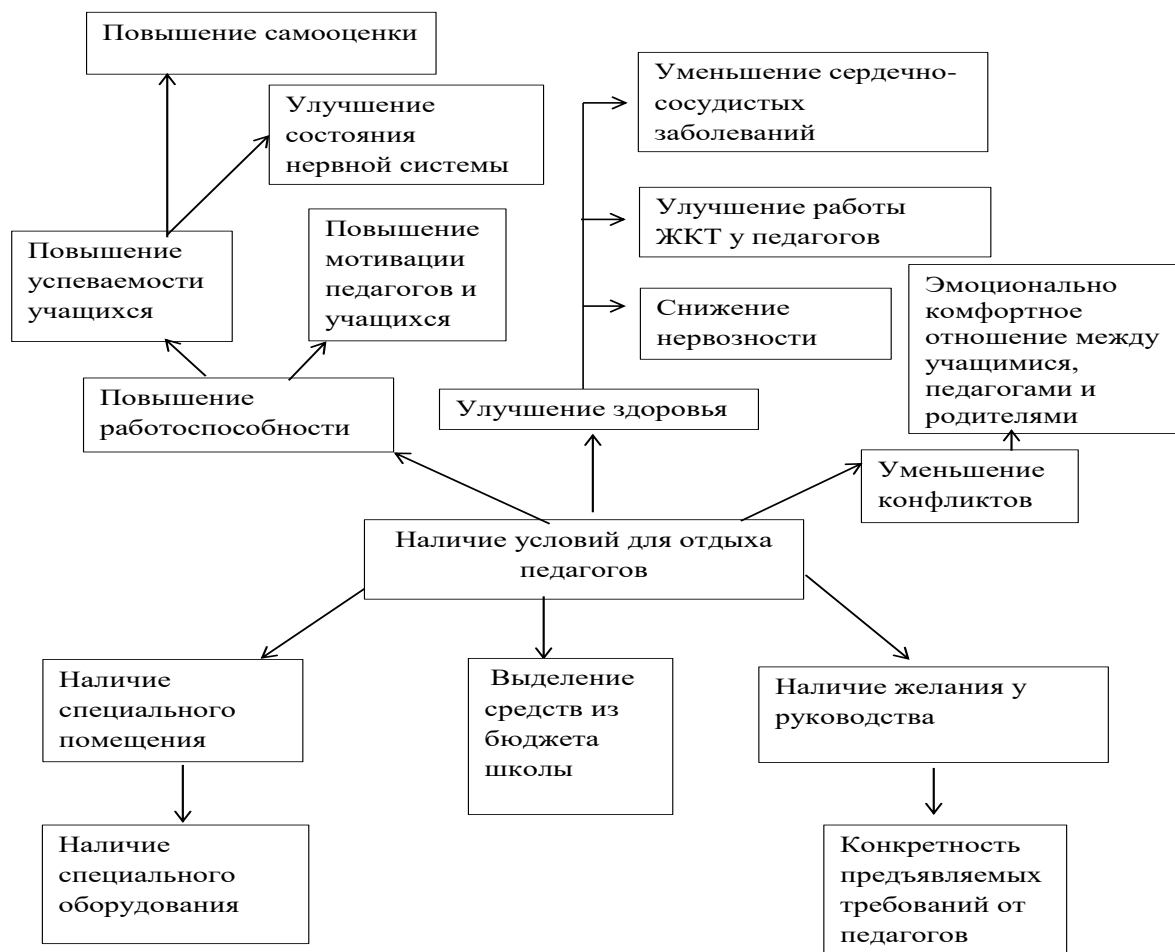 Повышение самооценки
Улучшение
состояния
нервной системы
Уменьшение сердечно-
сосудистых
заболеваний
Повышение
успеваемости
учащихся
Повышение
мотивации
педагогов и
учащихся
Улучшение работы
ЖКТ у педагогов
Снижение
нервозности
Эмоционально
комфортное
отношение между
учащимися,
педагогами и
родителями
Повышение
работоспособности
Улучшение здоровья
Уменьшение
конфликтов
Наличие условий для отдыха
педагогов
Наличие
специального
помещения
Выделение
средств из
бюджета
школы
Наличие желания у
руководства
Наличие
специального
оборудования
Конкретность
предъявляемых
требований от
педагогов